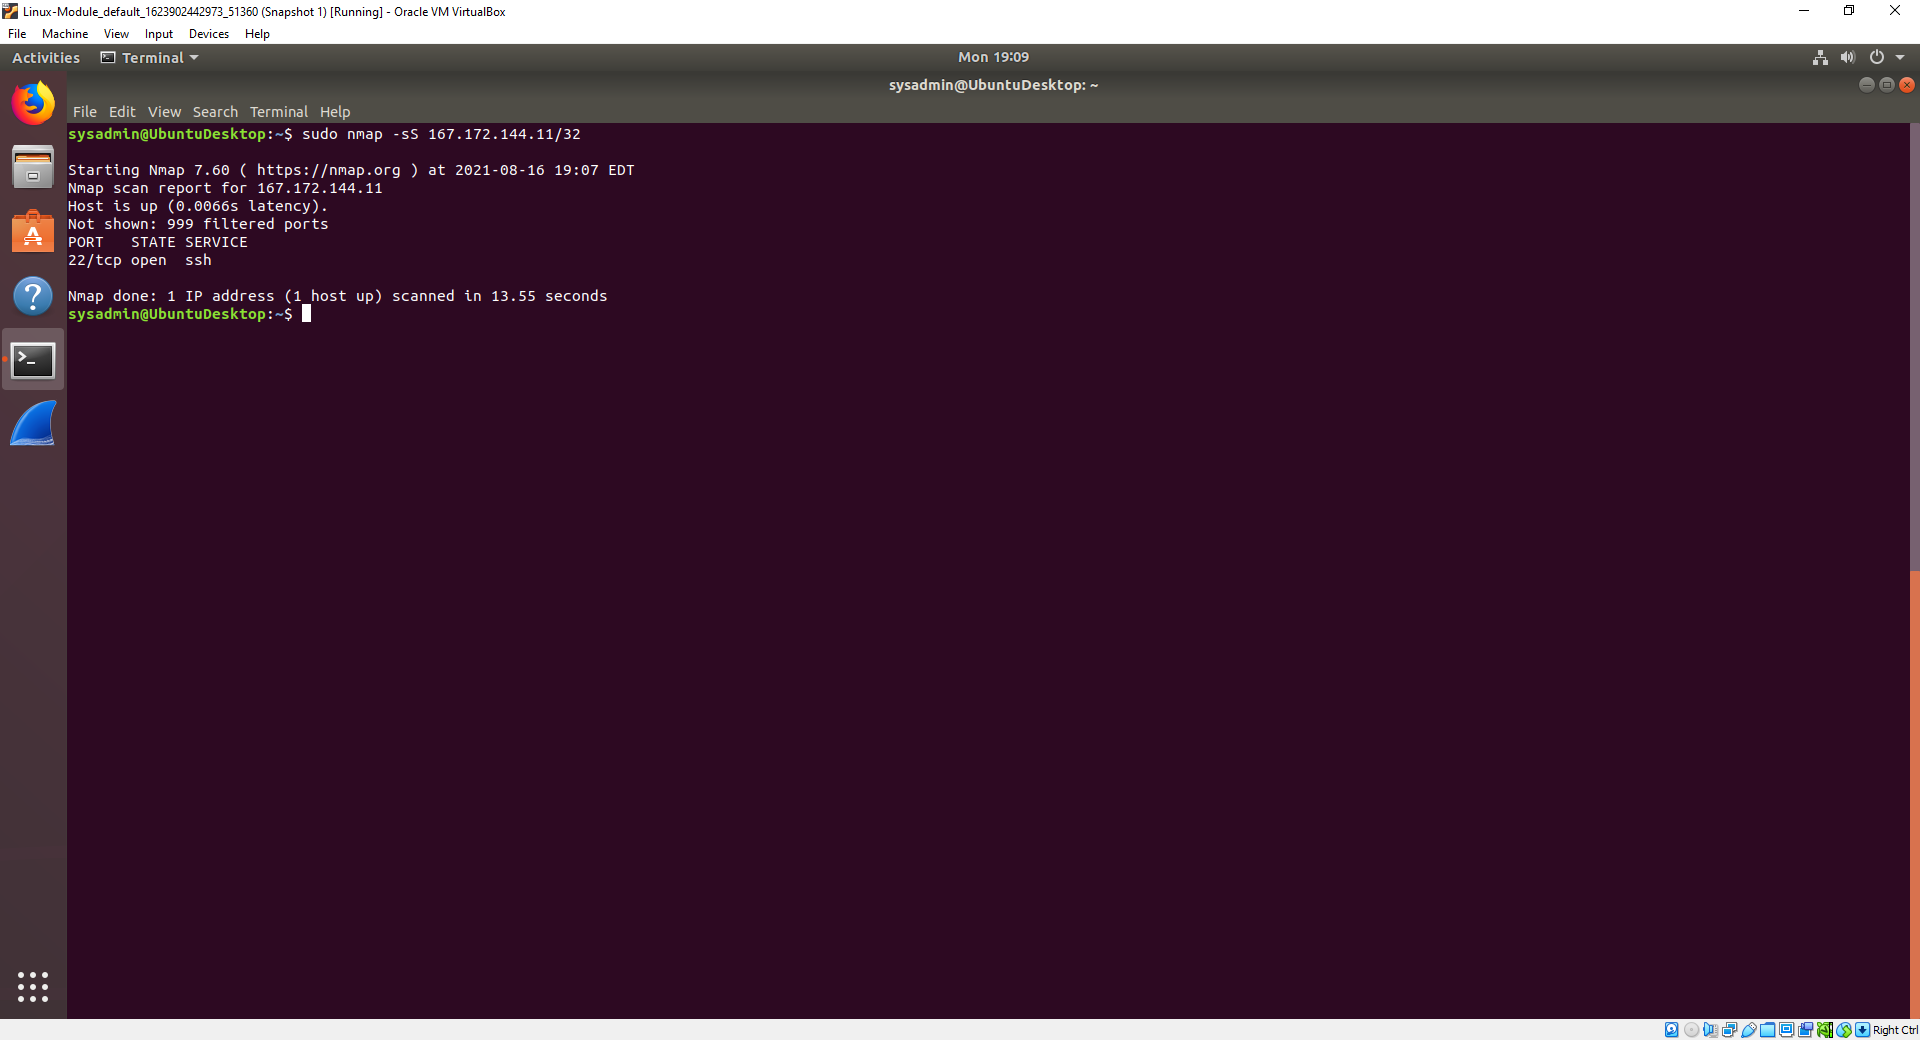 Linux-Module_default_1623902442973_51360 (Snapshot 1) [Running] - Oracle VM VirtualBox
File Machine View Input Devices Help
Activities Terminal Mon 19:09
sysadmin@UbuntuDesktop: ~
File Edit View Search Terminal Help
sysadmin@UbuntuDesktop:~$ sudo nmap -sS 167.172.144.11/32
Starting Nmap 7.60 ( https://nmap.org ) at 2021-08-16 19:07 EDT
Nmap scan report for 167.172.144.11
Host is up (0.0066s latency).
Not shown: 999 filtered ports
PORT   STATE SERVICE
22/tcp open  ssh
Nmap done: 1 IP address (1 host up) scanned in 13.55 seconds
sysadmin@UbuntuDesktop:~$
Right Ctrl